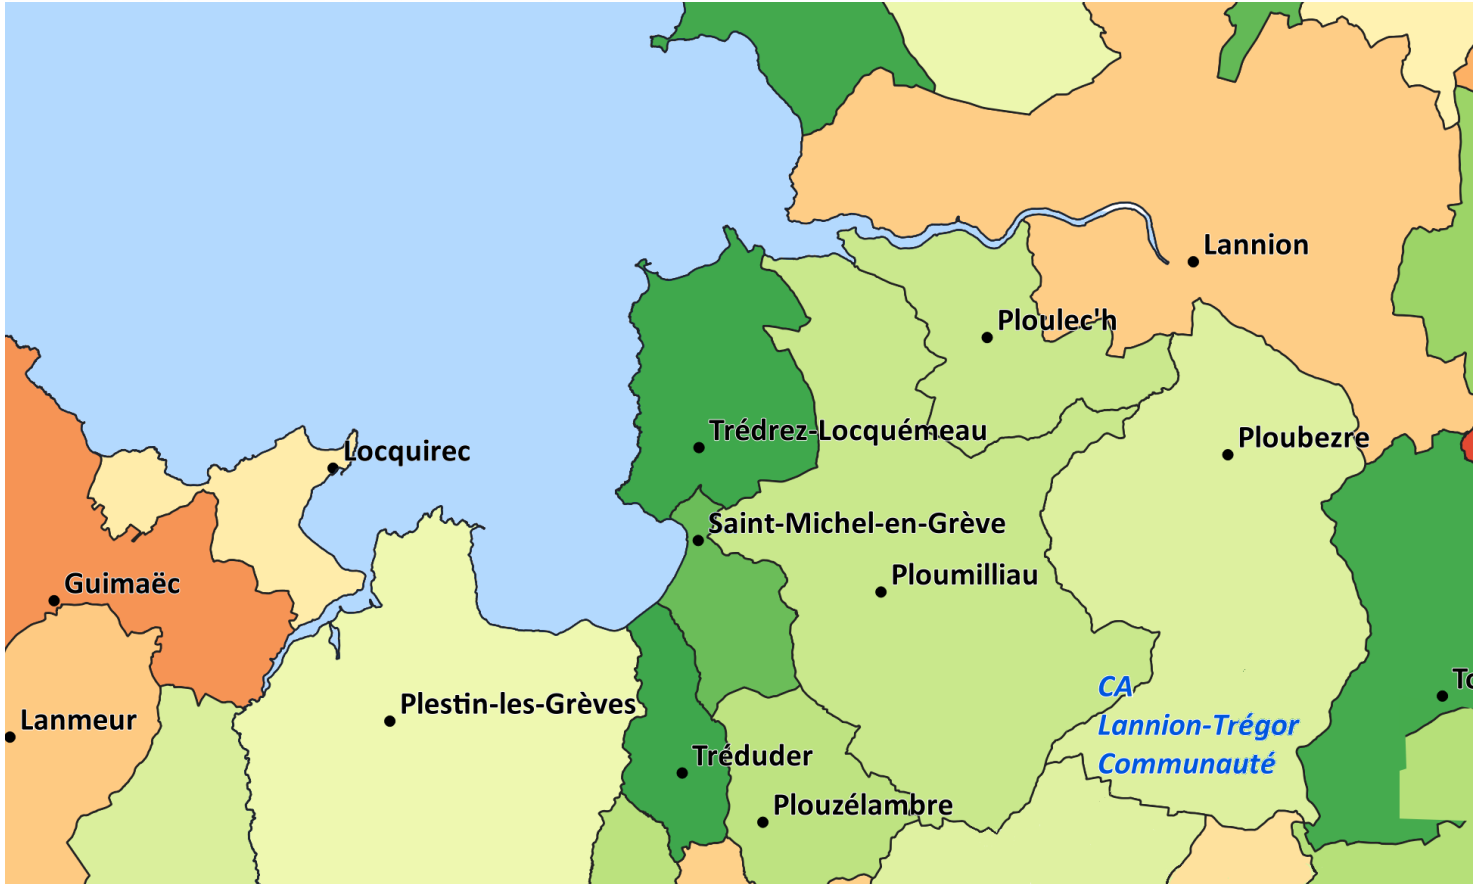 Lannion
Ploulec'h
Trédrez-Locquémeau
Ploubezre
Locquirec
Saint-Michel-en-Grève
Ploumilliau
Guimaëc
CA
Lannion-Trégor
Communauté
Plestin-les-Grèves
Lanmeur
Tréduder
Plouzélambre